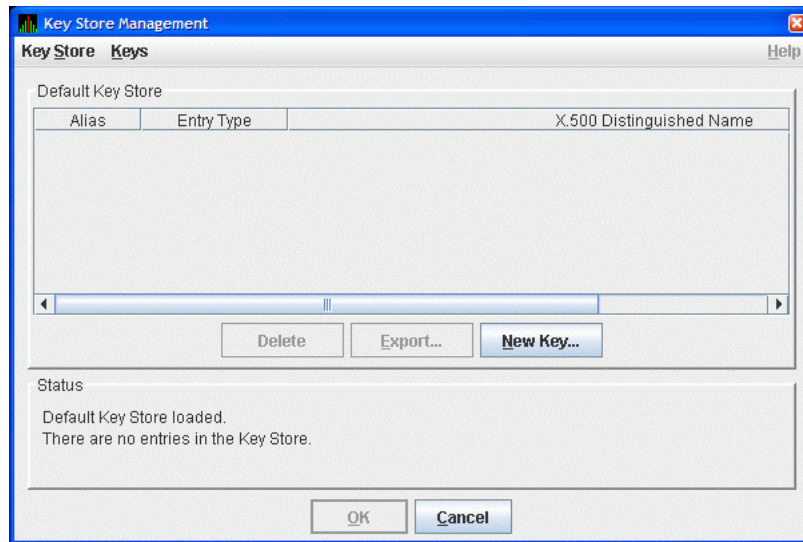 Key Store Management
Key Store Keys Help
Default Key Store
Alias Entry Type X.500 Distinguished Name
Delete Export... New Key...
Status
Default Key Store loaded.
There are no entries in the Key Store.
OK Cancel